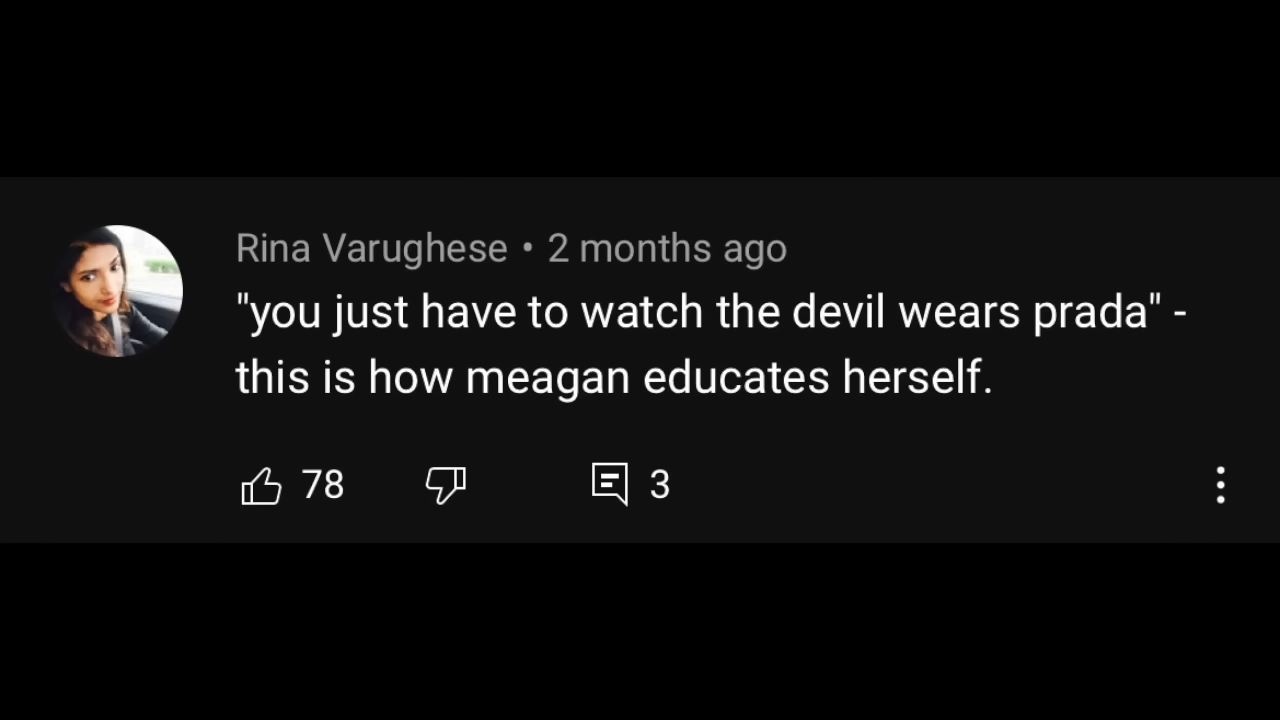 Rina Varughese • 2 months ago
"you just have to watch the devil wears prada" -
this is how meagan educates herself.
78 3